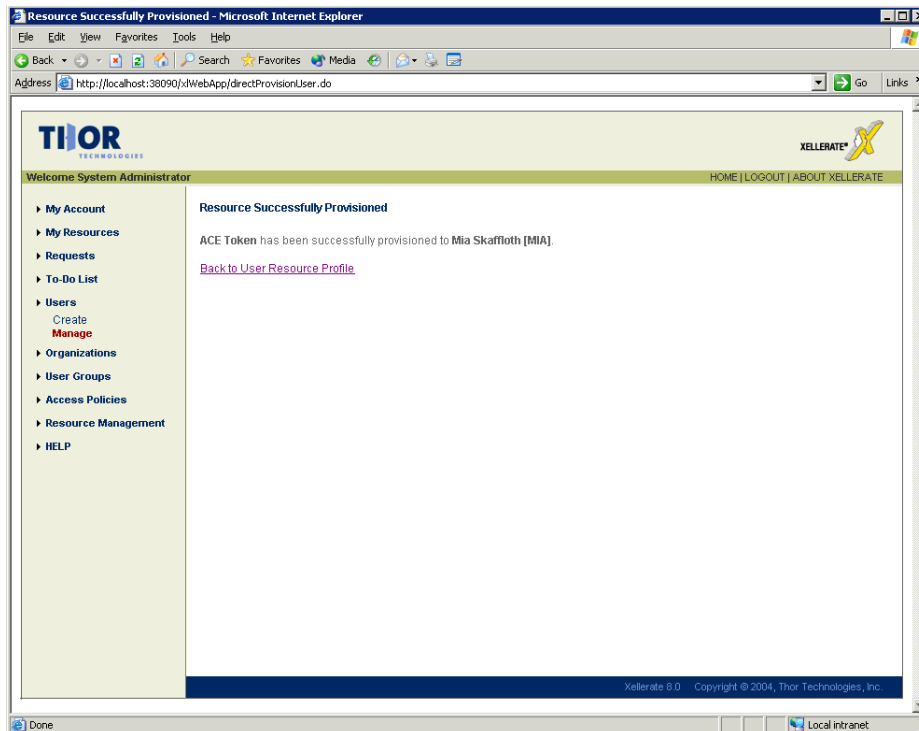 Resource Successfully Provisioned - Microsoft Internet Explorer
File Edit View Favorites Tools Help
Back Search Favorites Media
Address http://localhost:38090/xlWebApp/directProvisionUser.do Go Links
THOR
TECHNOLOGIES
XELLERATE®
Welcome System Administrator HOME | LOGOUT | ABOUT XELLERATE
My Account
My Resources
Requests
To-Do List
Users
Create
Manage
Organizations
User Groups
Access Policies
Resource Management
HELP
Resource Successfully Provisioned
ACE Token has been successfully provisioned to Mia Skaffloth [MIA].
Back to User Resource Profile
Xellerate 8.0 Copyright © 2004, Thor Technologies, Inc.
Done Local intranet